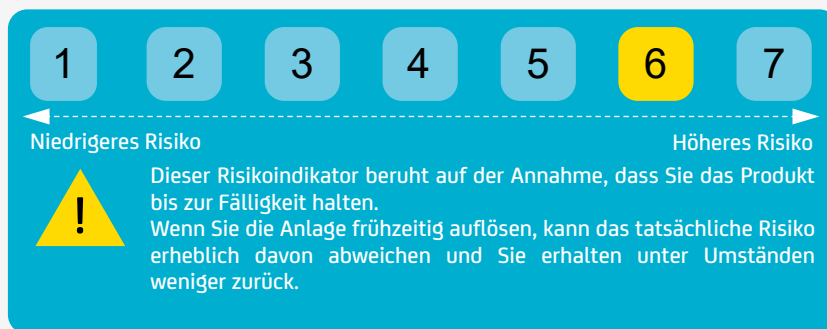 1 2 3 4 5 6 7
Niedrigeres Risiko Höheres Risiko
!
Dieser Risikoindikator beruht auf der Annahme, dass Sie das Produkt
bis zur Fälligkeit halten.
Wenn Sie die Anlage frühzeitig auflösen, kann das tatsächliche Risiko
erheblich davon abweichen und Sie erhalten unter Umständen
weniger zurück.